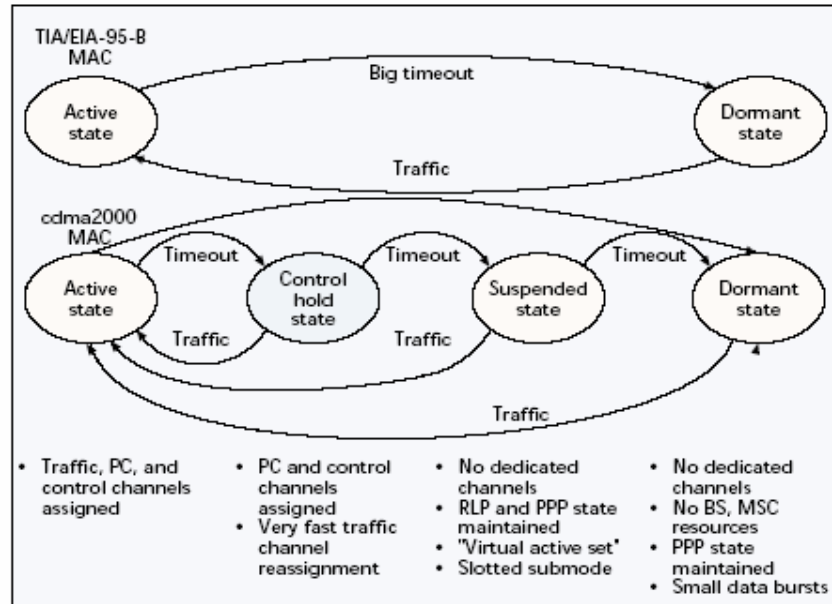 TIA/EIA-95-B
MAC
Active
state
Big timeout
Dormant
state
Traffic
cdma2000
MAC
Active
state
Timeout
Control
hold
state
Timeout
Suspended
state
Timeout
Dormant
state
Traffic
Traffic
Traffic
• Traffic, PC, and
control channels
assigned
• PC and control
channels
assigned
• Very fast traffic
channel
reassignment
• No dedicated
channels
• RLP and PPP state
maintained
• "Virtual active set"
• Slotted submode
• No dedicated
channels
• No BS, MSC
resources
• PPP state
maintained
• Small data bursts